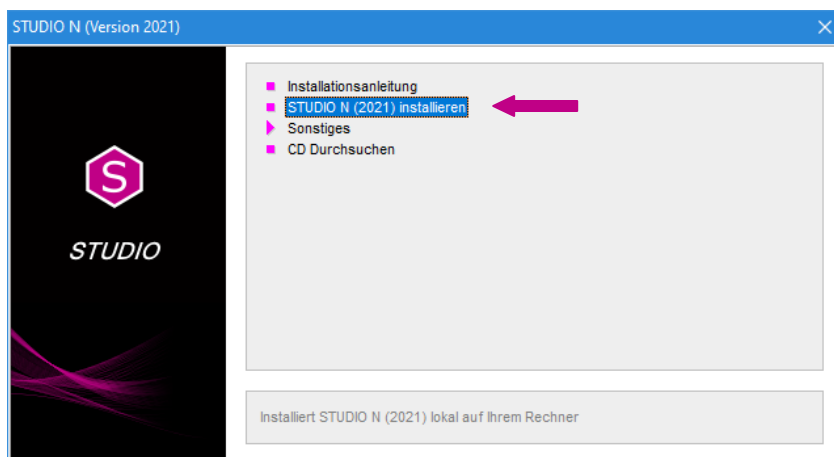 STUDIO N (Version 2021)
Installationsanleitung
STUDIO N (2021) installieren
Sonstiges
CD Durchsuchen
S
STUDIO
Installiert STUDIO N (2021) lokal auf Ihrem Rechner